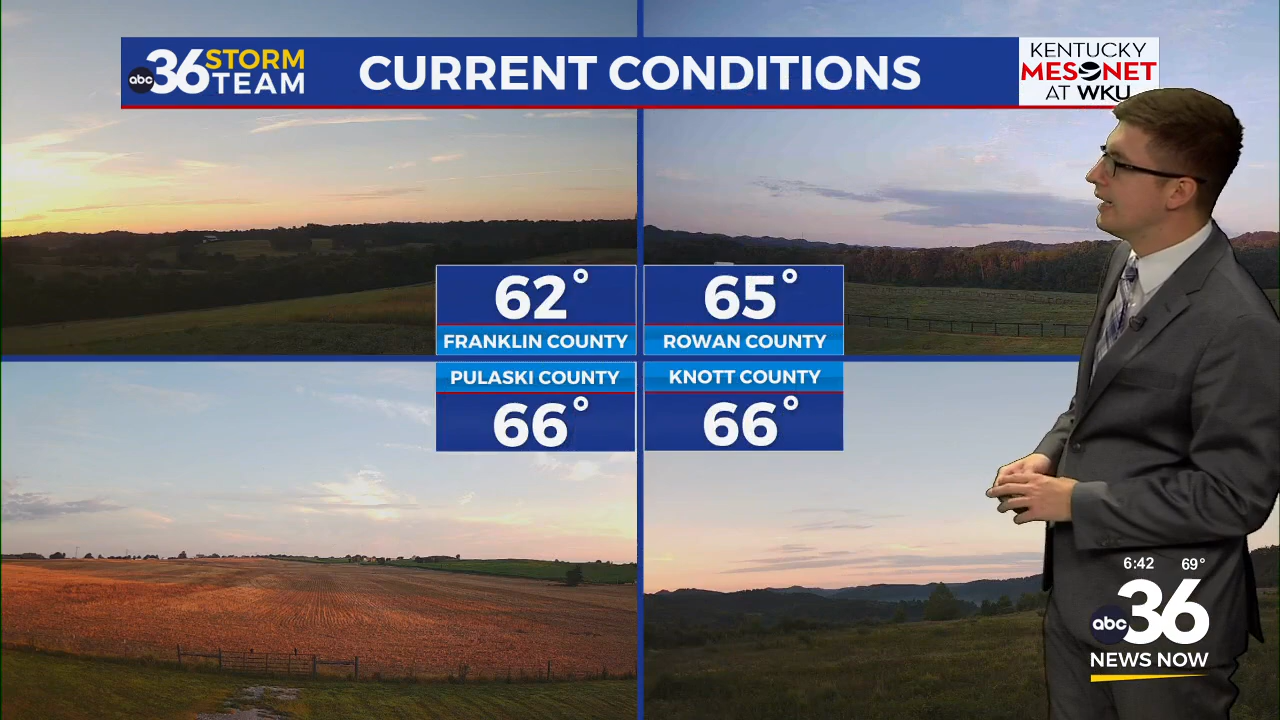 abc 36 STORM TEAM
CURRENT CONDITIONS
KENTUCKY
MESONET
AT WKU
62°
FRANKLIN COUNTY
65°
ROWAN COUNTY
PULASKI COUNTY
66°
KNOTT COUNTY
66°
6:42 69°
abc 36
NEWS NOW